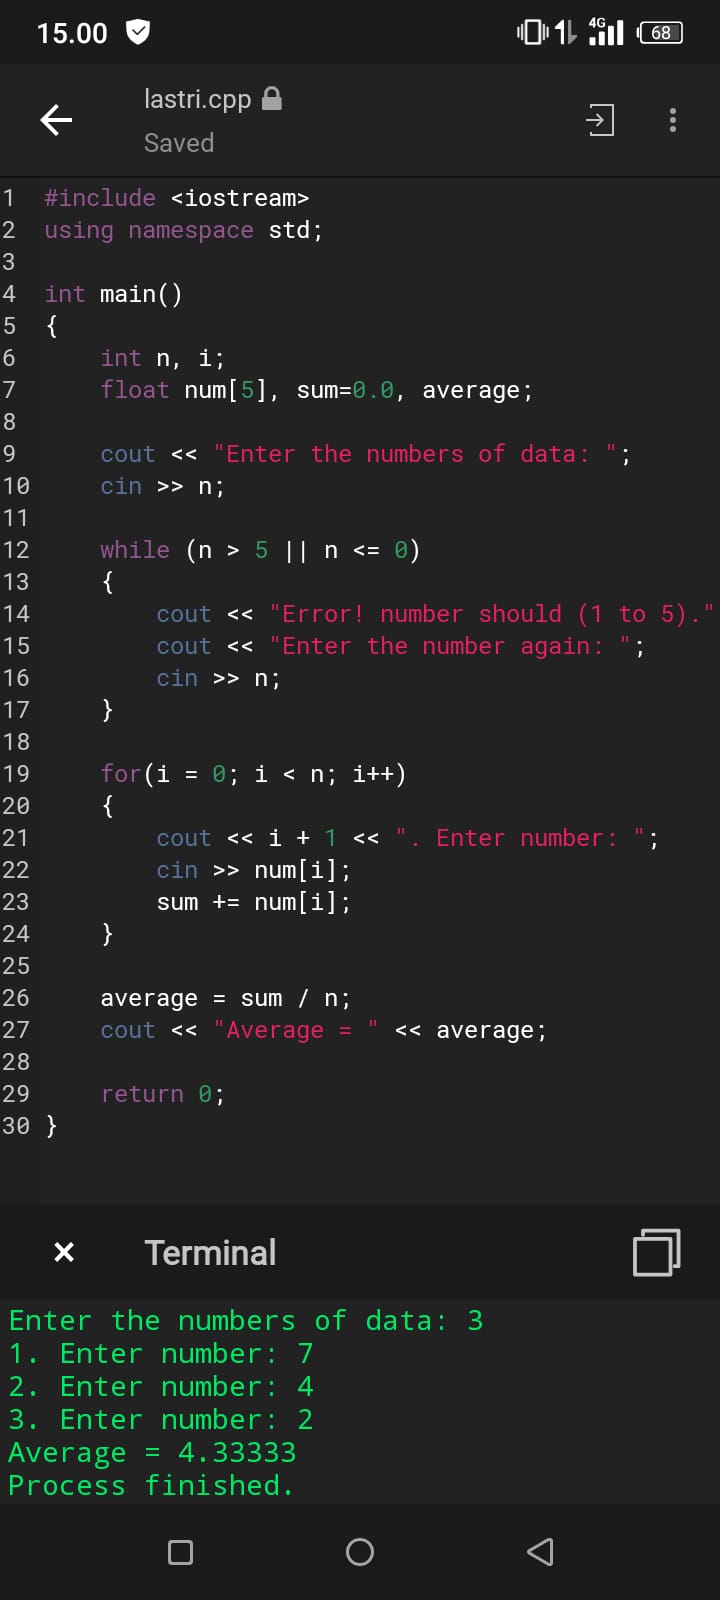 15.00 4G 68
lastri.cpp
Saved
1 #include <iostream>
2 using namespace std;
3
4 int main()
5 {
6     int n, i;
7     float num[5], sum=0.0, average;
8
9     cout << "Enter the numbers of data: ";
10     cin >> n;
11
12     while (n > 5 || n <= 0)
13     {
14         cout << "Error! number should (1 to 5)."
15         cout << "Enter the number again: ";
16         cin >> n;
17     }
18
19     for(i = 0; i < n; i++)
20     {
21         cout << i + 1 << ". Enter number: ";
22         cin >> num[i];
23         sum += num[i];
24     }
25
26     average = sum / n;
27     cout << "Average = " << average;
28
29     return 0;
30 }
Terminal
Enter the numbers of data: 3
1. Enter number: 7
2. Enter number: 4
3. Enter number: 2
Average = 4.33333
Process finished.